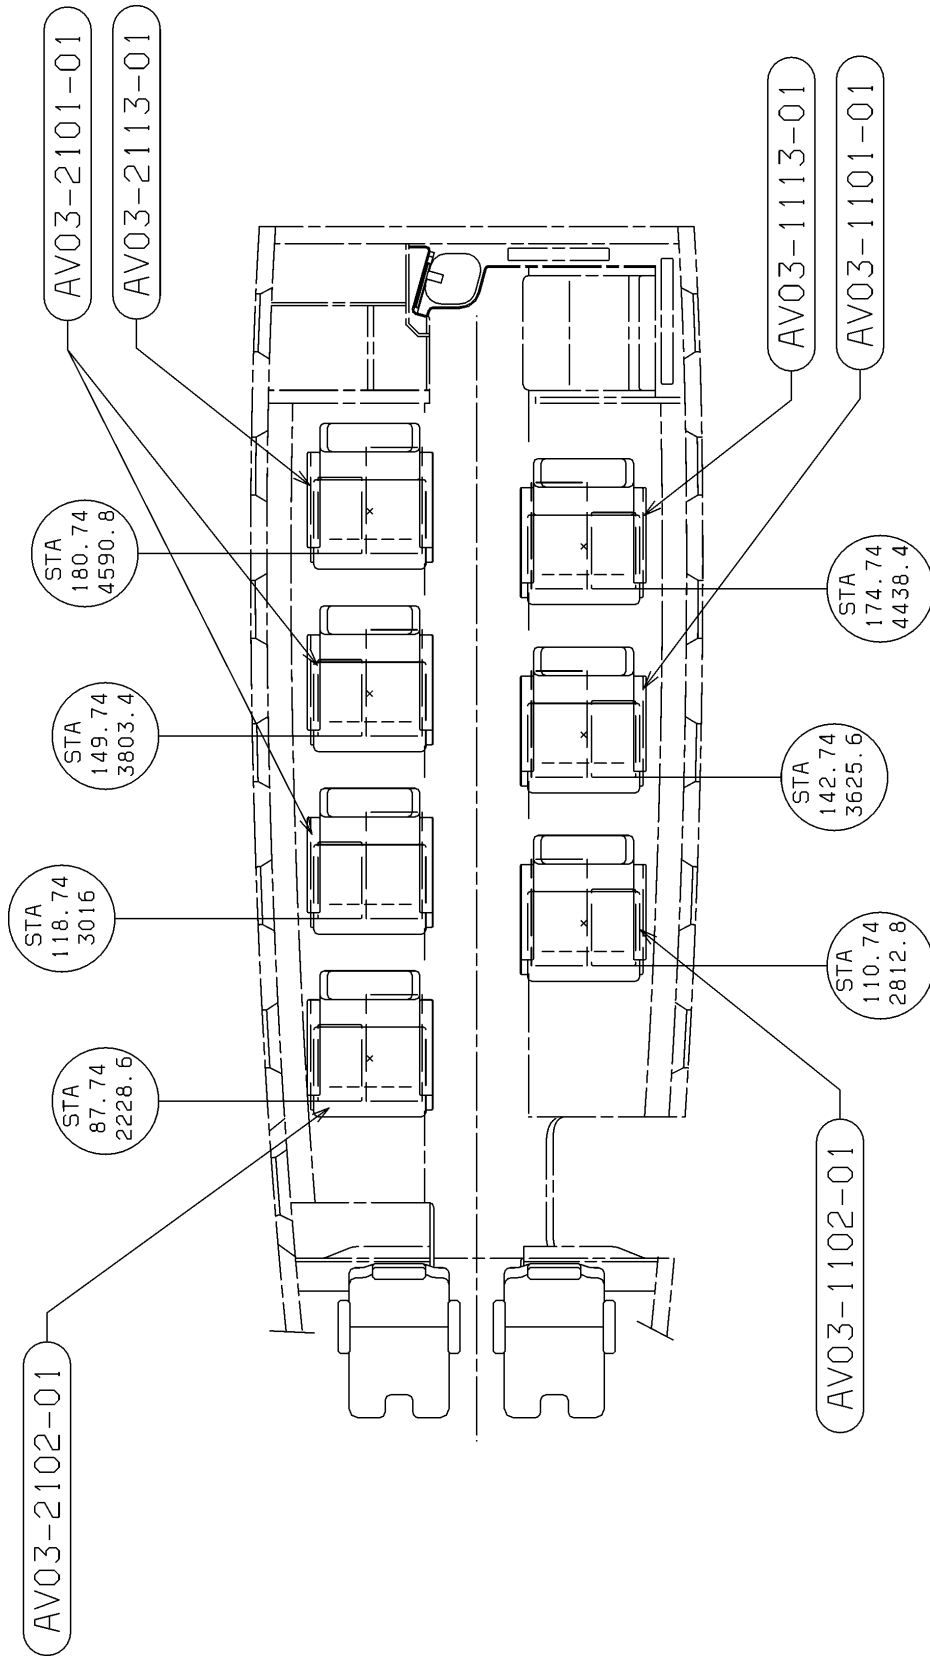 AV03-2101-01
AV03-2113-01
AV03-1113-01
AV03-1101-01
STA
180.74
4590.8
STA
149.74
3803.4
STA
118.74
3016
STA
87.74
2228.6
STA
174.74
4438.4
STA
142.74
3625.6
STA
110.74
2812.8
AV03-2102-01
AV03-1102-01